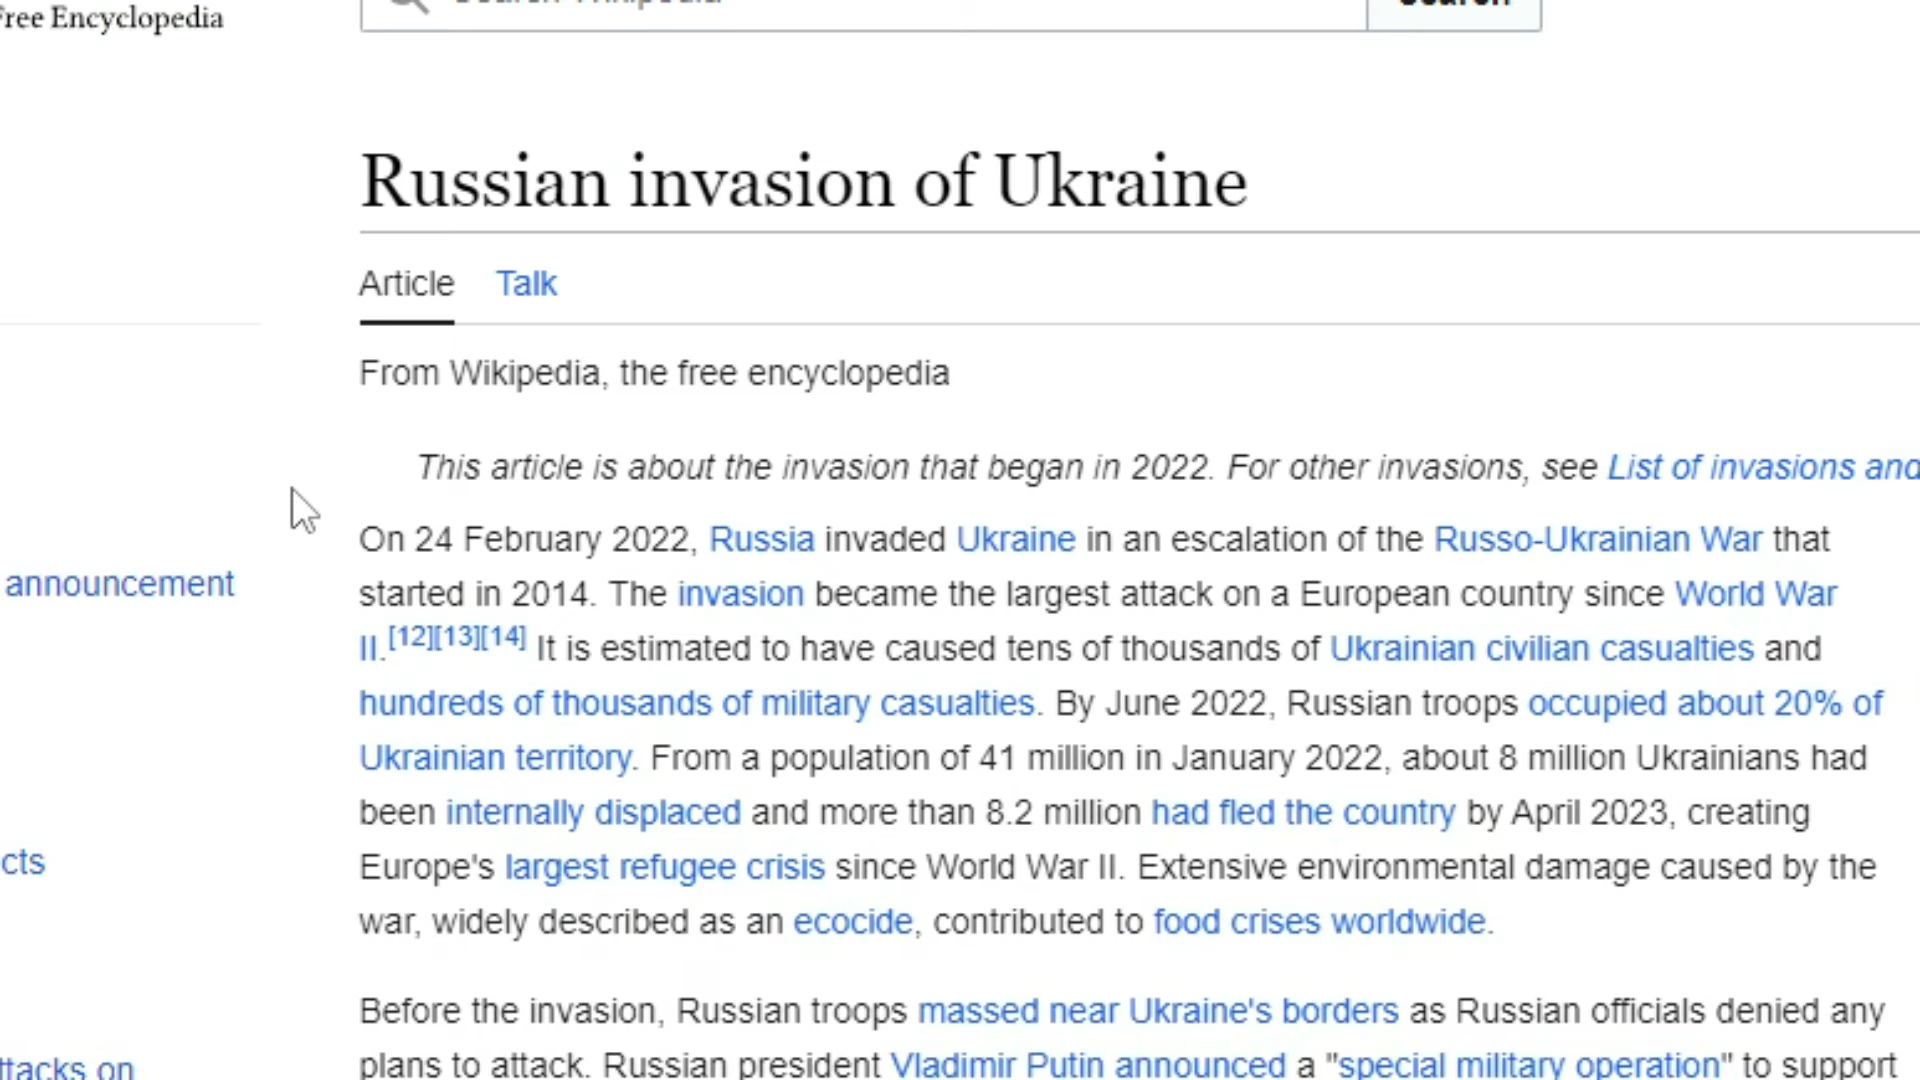 Free Encyclopedia
Search Wikipedia
Search
Russian invasion of Ukraine
Article Talk
From Wikipedia, the free encyclopedia
This article is about the invasion that began in 2022. For other invasions, see List of invasions and
On 24 February 2022, Russia invaded Ukraine in an escalation of the Russo-Ukrainian War that
announcement
started in 2014. The invasion became the largest attack on a European country since World War
II.[12][13][14] It is estimated to have caused tens of thousands of Ukrainian civilian casualties and
hundreds of thousands of military casualties. By June 2022, Russian troops occupied about 20% of
Ukrainian territory. From a population of 41 million in January 2022, about 8 million Ukrainians had
been internally displaced and more than 8.2 million had fled the country by April 2023, creating
cts
Europe's largest refugee crisis since World War II. Extensive environmental damage caused by the
war, widely described as an ecocide, contributed to food crises worldwide.
Before the invasion, Russian troops massed near Ukraine's borders as Russian officials denied any
ttacks on
plans to attack. Russian president Vladimir Putin announced a "special military operation" to support